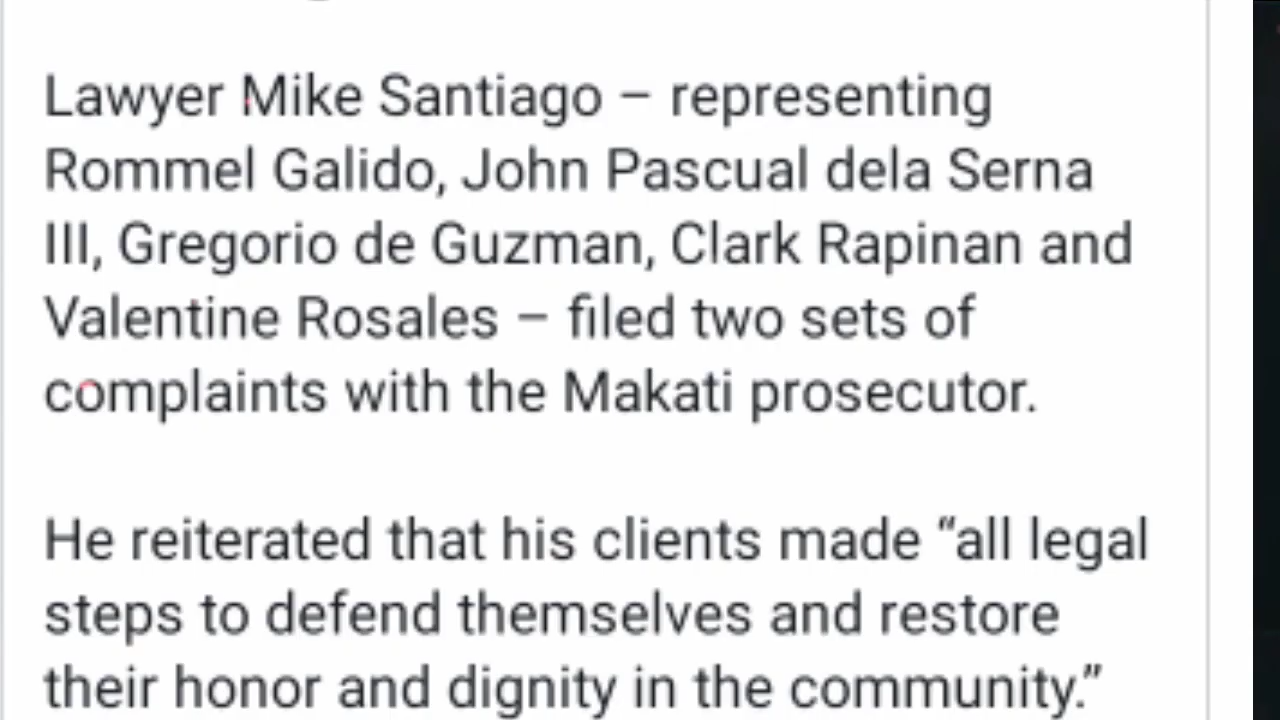 Lawyer Mike Santiago – representing
Rommel Galido, John Pascual dela Serna
III, Gregorio de Guzman, Clark Rapinan and
Valentine Rosales – filed two sets of
complaints with the Makati prosecutor.
He reiterated that his clients made “all legal
steps to defend themselves and restore
their honor and dignity in the community.”